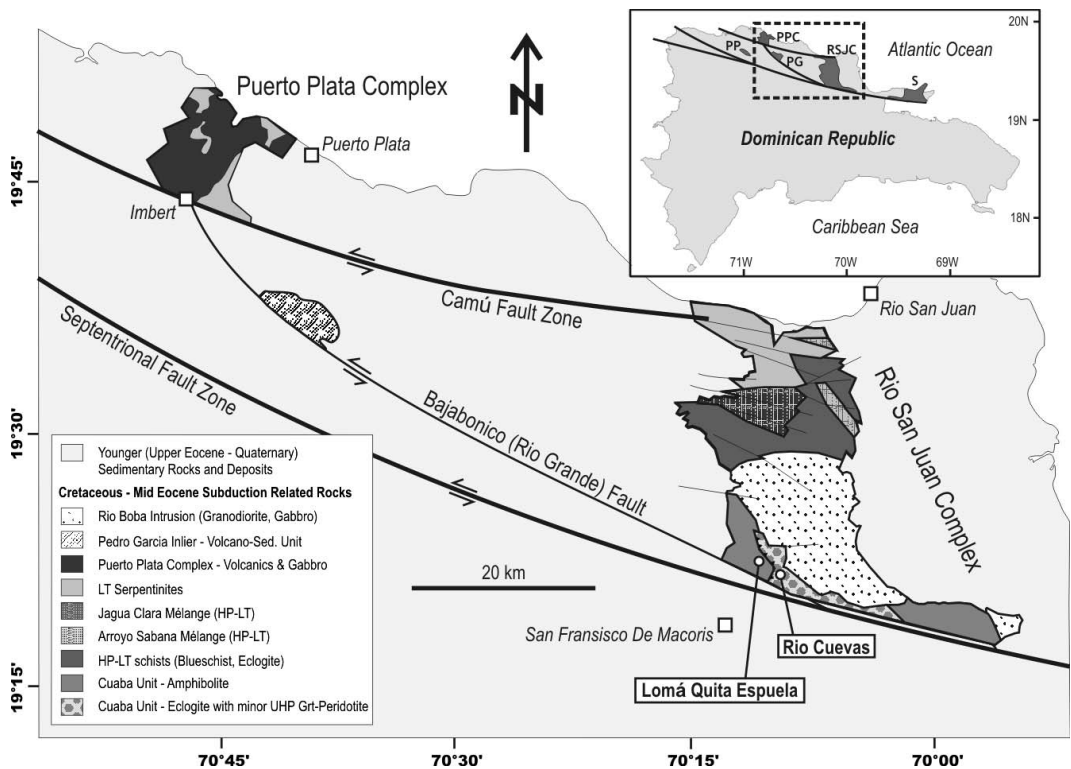 20N
PPC
PP
PG
RSJC
Atlantic Ocean
S
19N
Dominican Republic
18N
Caribbean Sea
71W
70W
69W
Puerto Plata Complex
N
Puerto Plata
19°45'
Imbert
Camú Fault Zone
Rio San Juan
Septentrional Fault Zone
Bajabonico (Rio Grande) Fault
Rio San Juan Complex
19°30'
Younger (Upper Eocene - Quaternary)
Sedimentary Rocks and Deposits
Cretaceous - Mid Eocene Subduction Related Rocks
Rio Boba Intrusion (Granodiorite, Gabbro)
Pedro Garcia Inlier - Volcano-Sed. Unit
Puerto Plata Complex - Volcanics & Gabbro
LT Serpentinites
Jagua Clara Mélange (HP-LT)
Arroyo Sabana Mélange (HP-LT)
HP-LT schists (Blueschist, Eclogite)
Cuaba Unit - Amphibolite
Cuaba Unit - Eclogite with minor UHP Grt-Peridotite
20 km
San Fransisco De Macoris
Rio Cuevas
Lomá Quita Espuela
19°15'
70°45'
70°30'
70°15'
70°00'